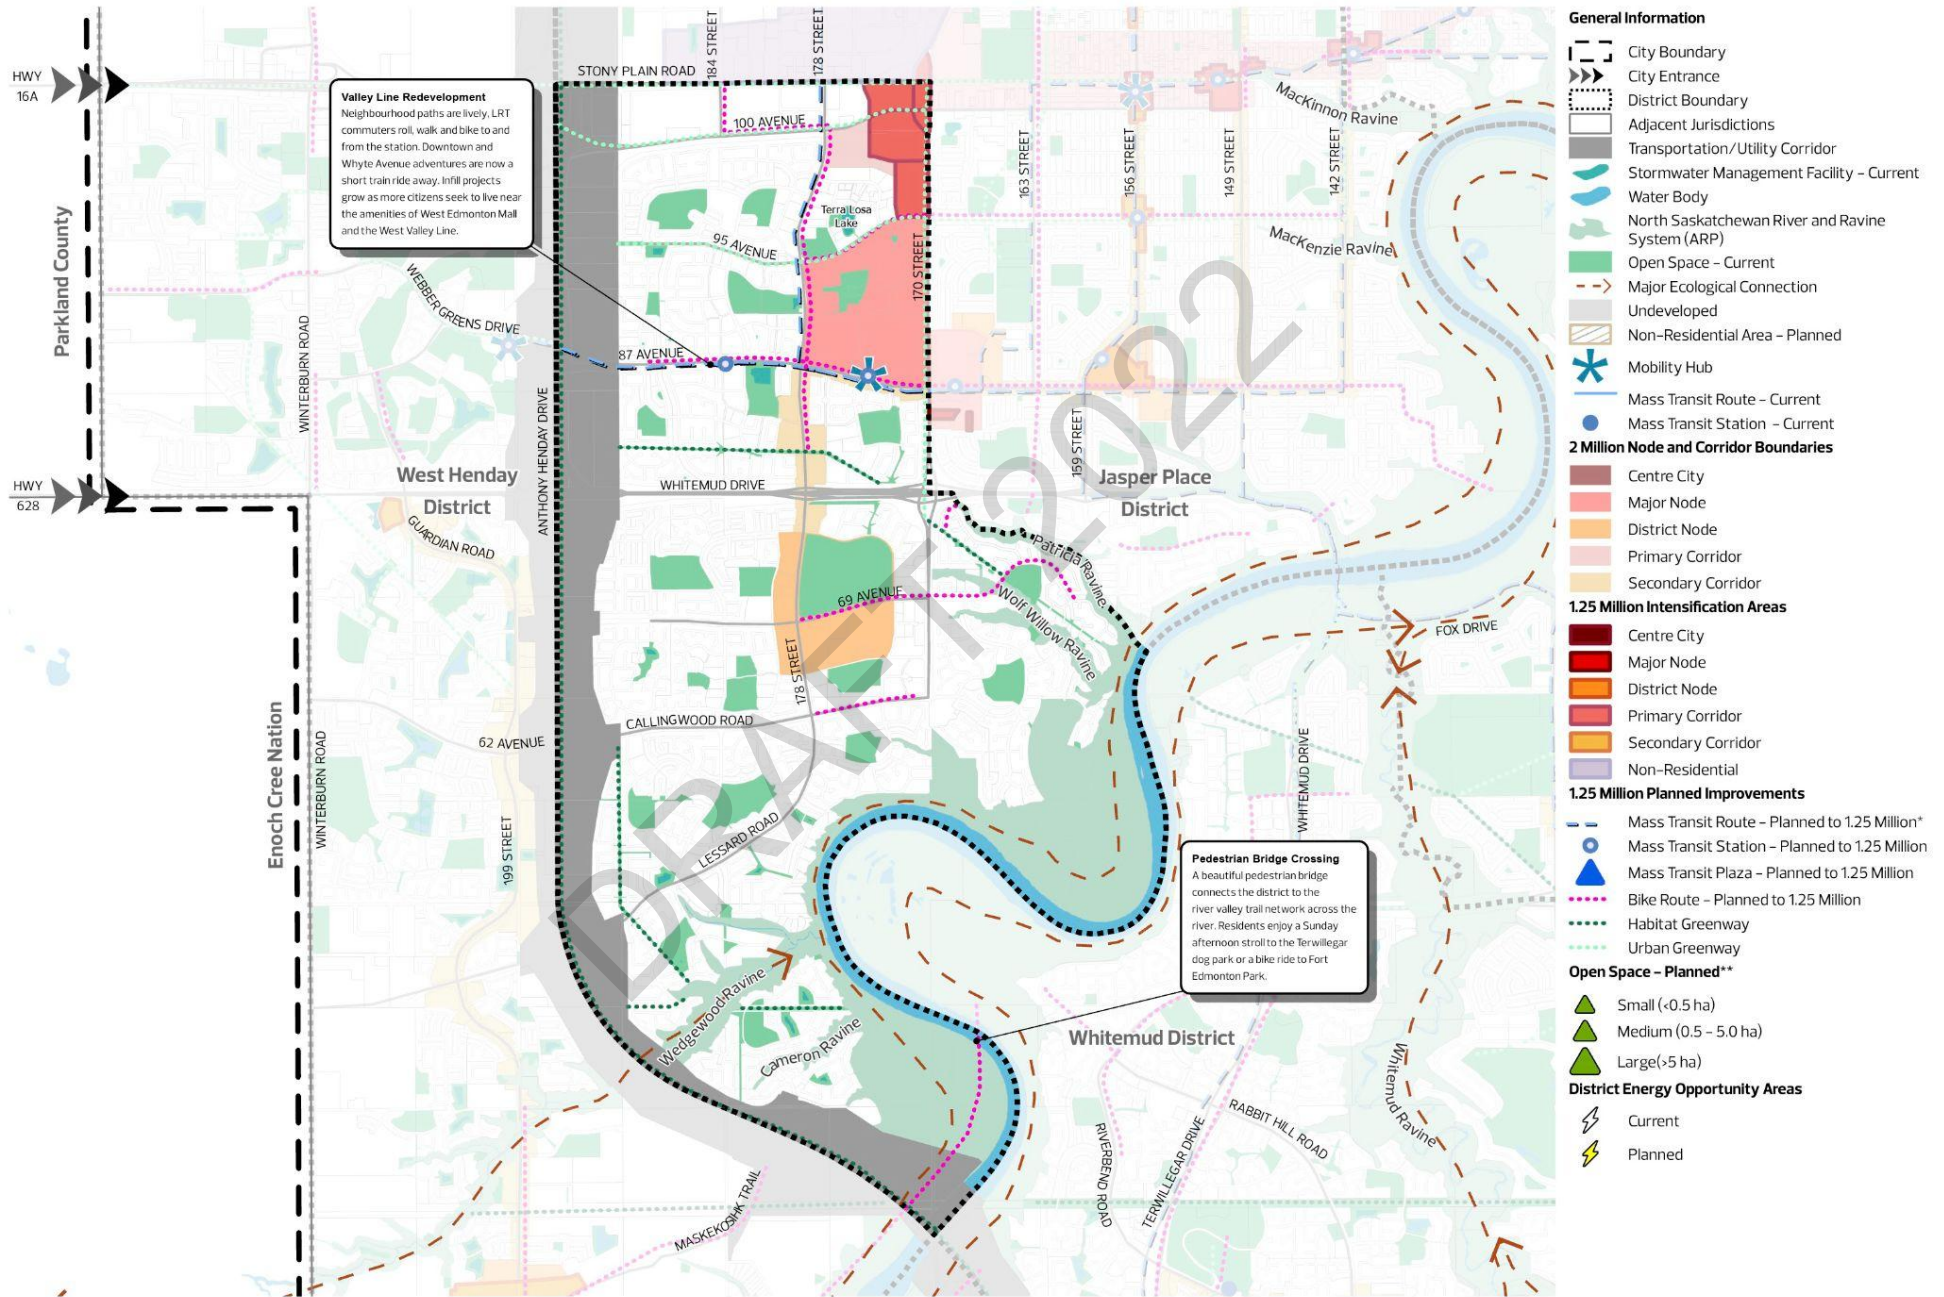 HWY
16A
HWY
628
Parkland County
Enoch Cree Nation
STONY PLAIN ROAD
184 STREET
178 STREET
100 AVENUE
Terra Losa
Lake
95 AVENUE
170 STREET
163 STREET
156 STREET
149 STREET
142 STREET
MacKinnon Ravine
MacKenzie Ravine
WEBBER GREENS DRIVE
WINTERBURN ROAD
87 AVENUE
ANTHONY HENDAY DRIVE
159 STREET
West Henday
District
WHITEMUD DRIVE
Jasper Place
District
GUARDIAN ROAD
Patricia Ravine
Wolf Willow Ravine
69 AVENUE
178 STREET
FOX DRIVE
CALLINGWOOD ROAD
62 AVENUE
WINTERBURN ROAD
WHITEMUD DRIVE
199 STREET
LESSARD ROAD
Wedgewood Ravine
Cameron Ravine
Whitemud District
Whitemud Ravine
RABBIT HILL ROAD
RIVERBEND ROAD
TERWILLEGAR DRIVE
MASKEKOSIHK TRAIL
DRAFT 2022
Valley Line Redevelopment
Neighbourhood paths are lively, LRT
commuters roll, walk and bike to and
from the station. Downtown and
Whyte Avenue adventures are now a
short train ride away. Infill projects
grow as more citizens seek to live near
the amenities of West Edmonton Mall
and the West Valley Line.
Pedestrian Bridge Crossing
A beautiful pedestrian bridge
connects the district to the
river valley trail network across the
river. Residents enjoy a Sunday
afternoon stroll to the Terwillegar
dog park or a bike ride to Fort
Edmonton Park.
General Information
City Boundary
City Entrance
District Boundary
Adjacent Jurisdictions
Transportation/Utility Corridor
Stormwater Management Facility – Current
Water Body
North Saskatchewan River and Ravine
System (ARP)
Open Space – Current
Major Ecological Connection
Undeveloped
Non-Residential Area – Planned
Mobility Hub
Mass Transit Route – Current
Mass Transit Station – Current
2 Million Node and Corridor Boundaries
Centre City
Major Node
District Node
Primary Corridor
Secondary Corridor
1.25 Million Intensification Areas
Centre City
Major Node
District Node
Primary Corridor
Secondary Corridor
Non-Residential
1.25 Million Planned Improvements
Mass Transit Route – Planned to 1.25 Million*
Mass Transit Station – Planned to 1.25 Million
Mass Transit Plaza – Planned to 1.25 Million
Bike Route – Planned to 1.25 Million
Habitat Greenway
Urban Greenway
Open Space – Planned**
Small (<0.5 ha)
Medium (0.5 – 5.0 ha)
Large(>5 ha)
District Energy Opportunity Areas
Current
Planned